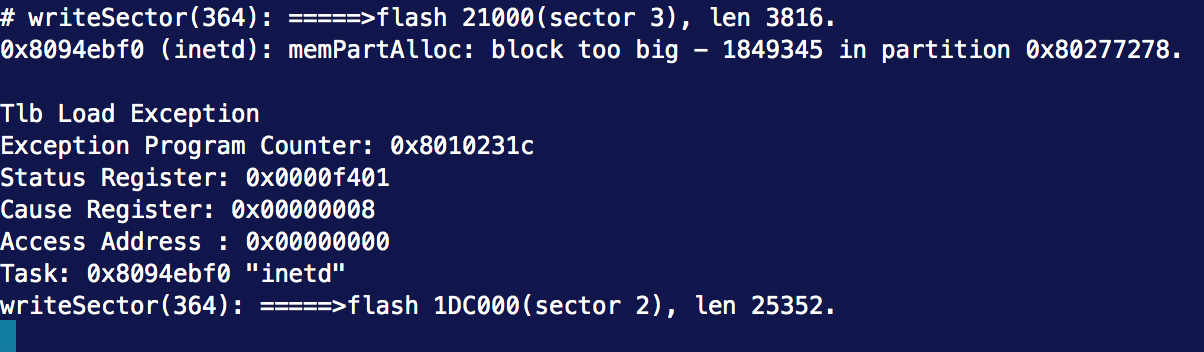 # writeSector(364): =====>flash 21000(sector 3), len 3816.
0x8094ebf0 (inetd): memPartAlloc: block too big - 1849345 in partition 0x80277278.
Tlb Load Exception
Exception Program Counter: 0x8010231c
Status Register: 0x0000f401
Cause Register: 0x00000008
Access Address : 0x00000000
Task: 0x8094ebf0 "inetd"
writeSector(364): =====>flash 1DC000(sector 2), len 25352.